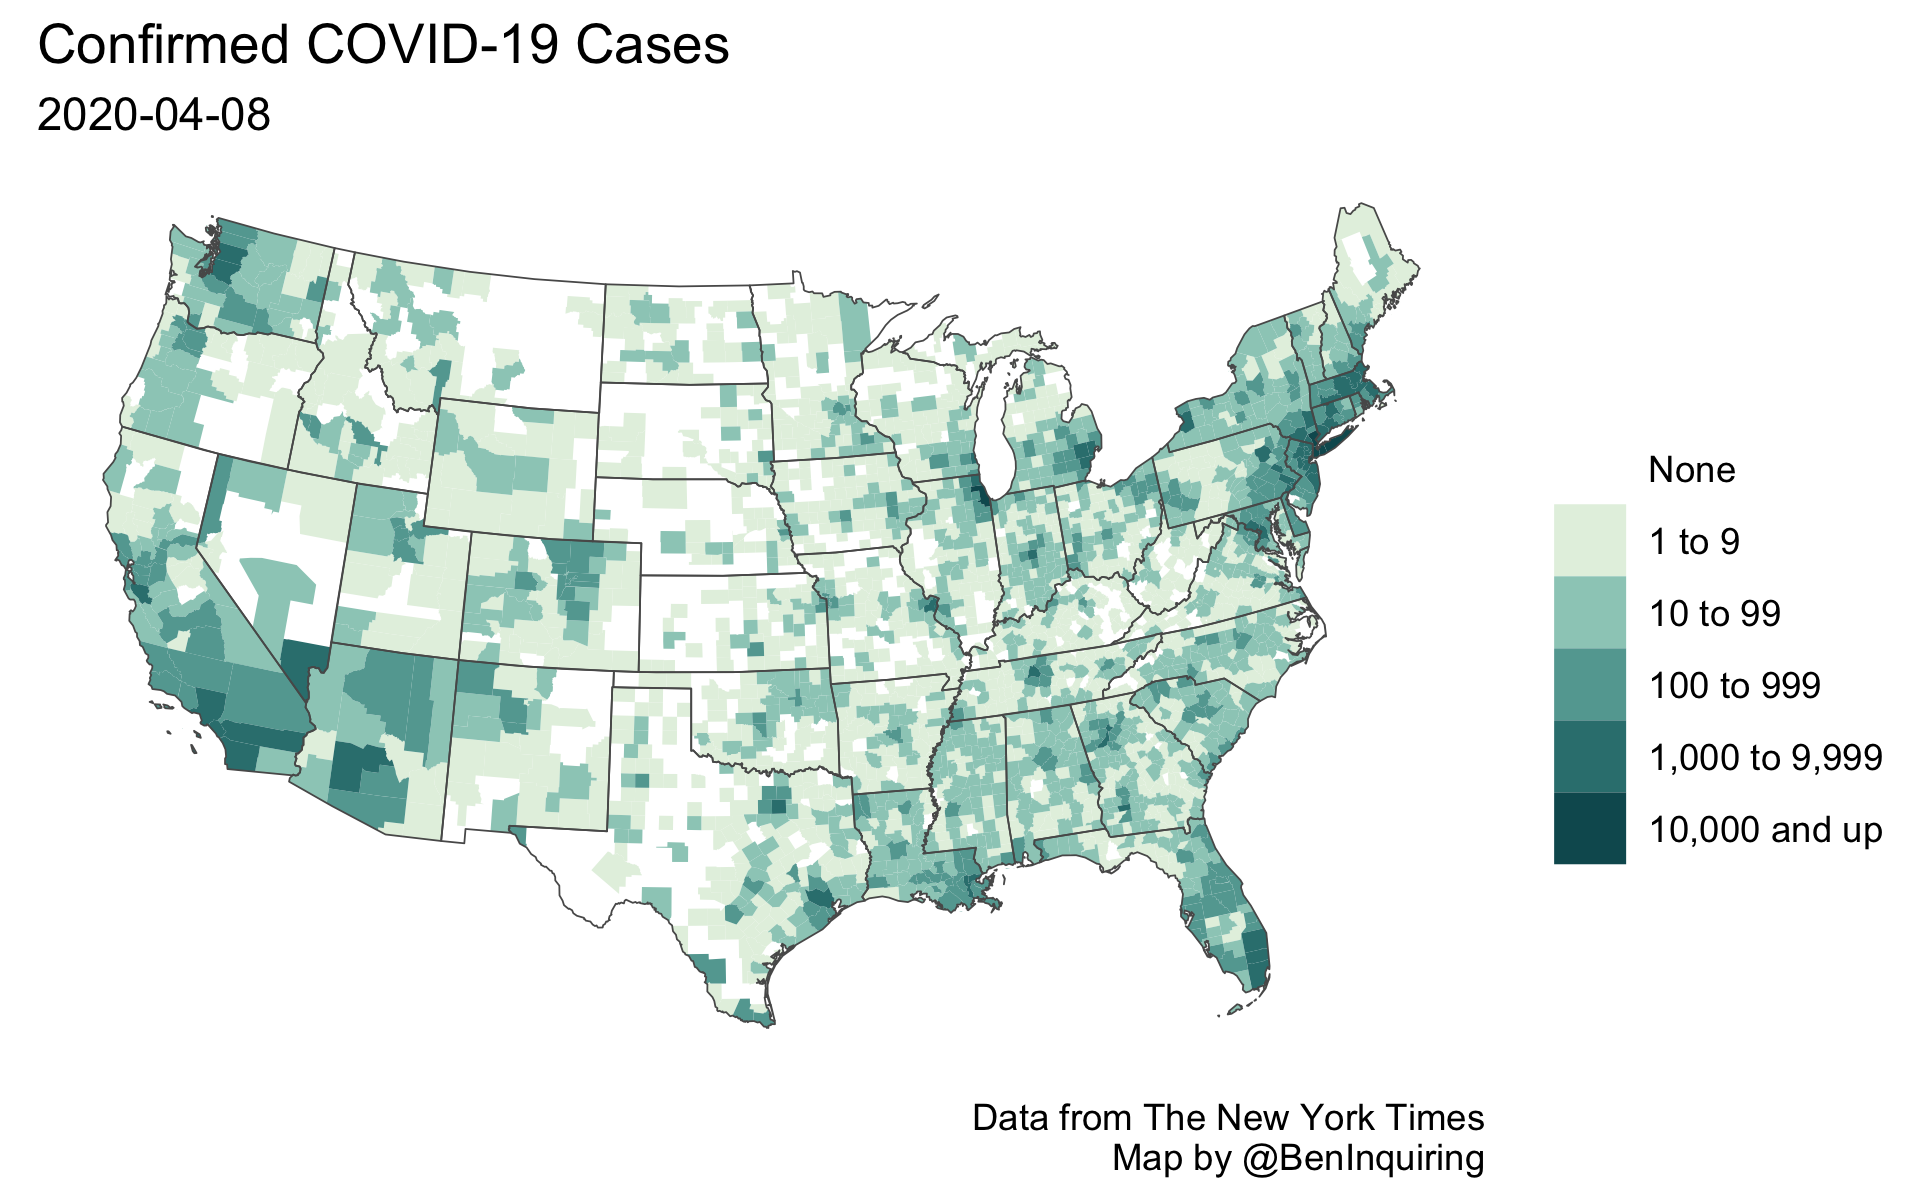 Confirmed COVID-19 Cases
2020-04-08
None
1 to 9
10 to 99
100 to 999
1,000 to 9,999
10,000 and up
Data from The New York Times
Map by @BenInquiring